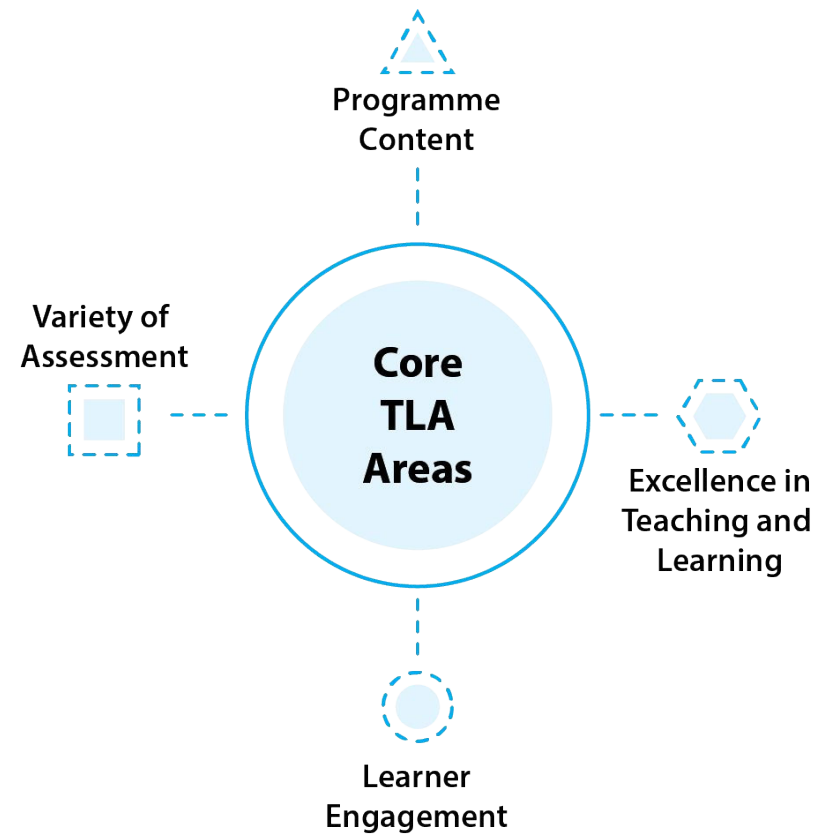 Programme
Content
Variety of
Assessment
Core
TLA
Areas
Excellence in
Teaching and
Learning
Learner
Engagement